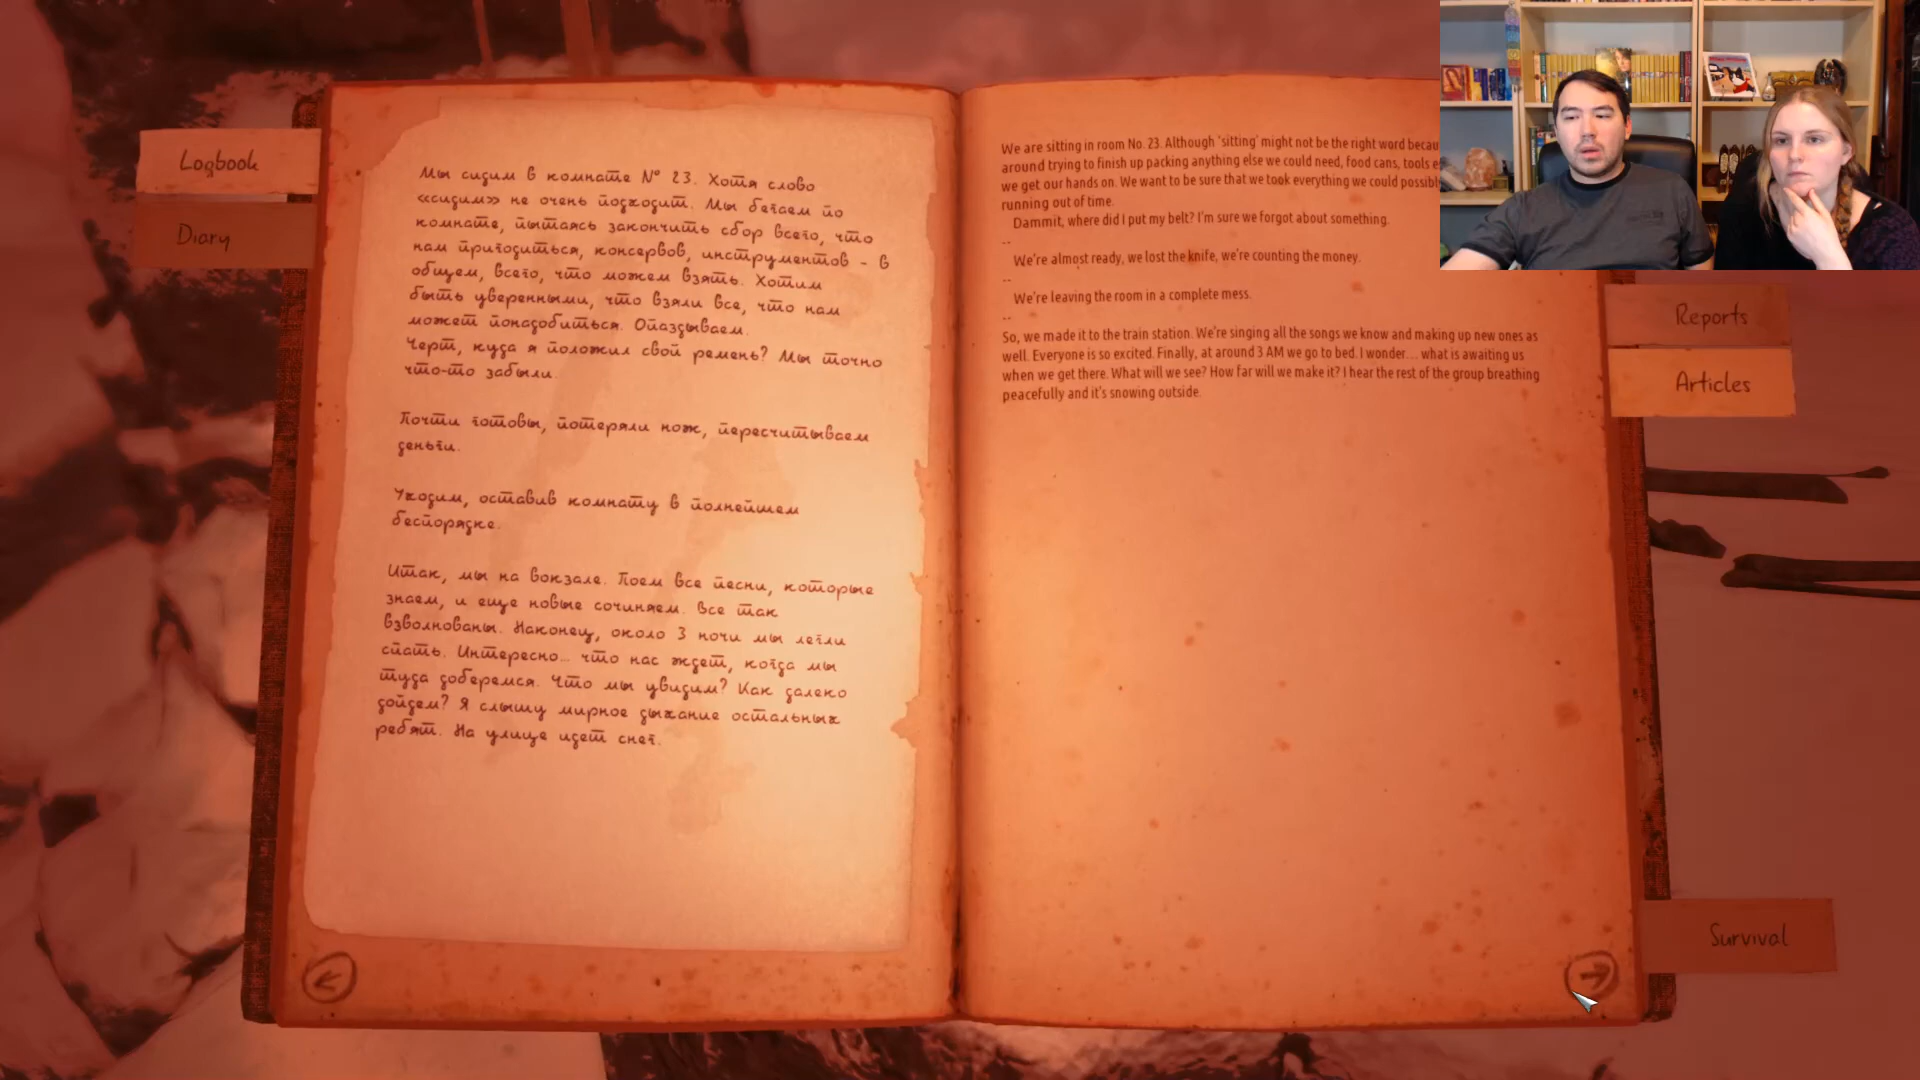 Logbook
Diary
Мы сидим в комнате № 23. Хотя слово
«сидим» не очень подходит. Мы бегаем по
комнате, пытаясь закончить сбор всего, что
нам пригодиться, консервов, инструментов - в
общем, всего, что можем взять. Хотим
быть уверенными, что взяли все, что нам
может понадобиться. Опаздываем.
Черт, куда я положил свой ремень? Мы точно
что-то забыли.
Почти готовы, потеряли нож, пересчитываем
деньги.
Уходим, оставив комнату в полнейшем
беспорядке.
Итак, мы на вокзале. Поем все песни, которые
знаем, и еще новые сочиняем. Все так
взволнованы. Наконец, около 3 ночи мы легли
спать. Интересно... что нас ждет, когда мы
туда доберемся. Что мы увидим? Как далеко
дойдем? Я слышу мирное дыхание остальных
ребят. На улице идет снег.
We are sitting in room No. 23. Although 'sitting' might not be the right word
around trying to finish up packing anything else we could need, food cans, tools
we get our hands on. We want to be sure that we took everything we could
running out of time.
Dammit, where did I put my belt? I'm sure we forgot about something.
--
We're almost ready, we lost the knife, we're counting the money.
--
We're leaving the room in a complete mess.
--
So, we made it to the train station. We're singing all the songs we know and making up new ones as
well. Everyone is so excited. Finally, at around 3 AM we go to bed. I wonder... what is awaiting us
when we get there. What will we see? How far will we make it? I hear the rest of the group breathing
peacefully and it's snowing outside.
Reports
Articles
Survival